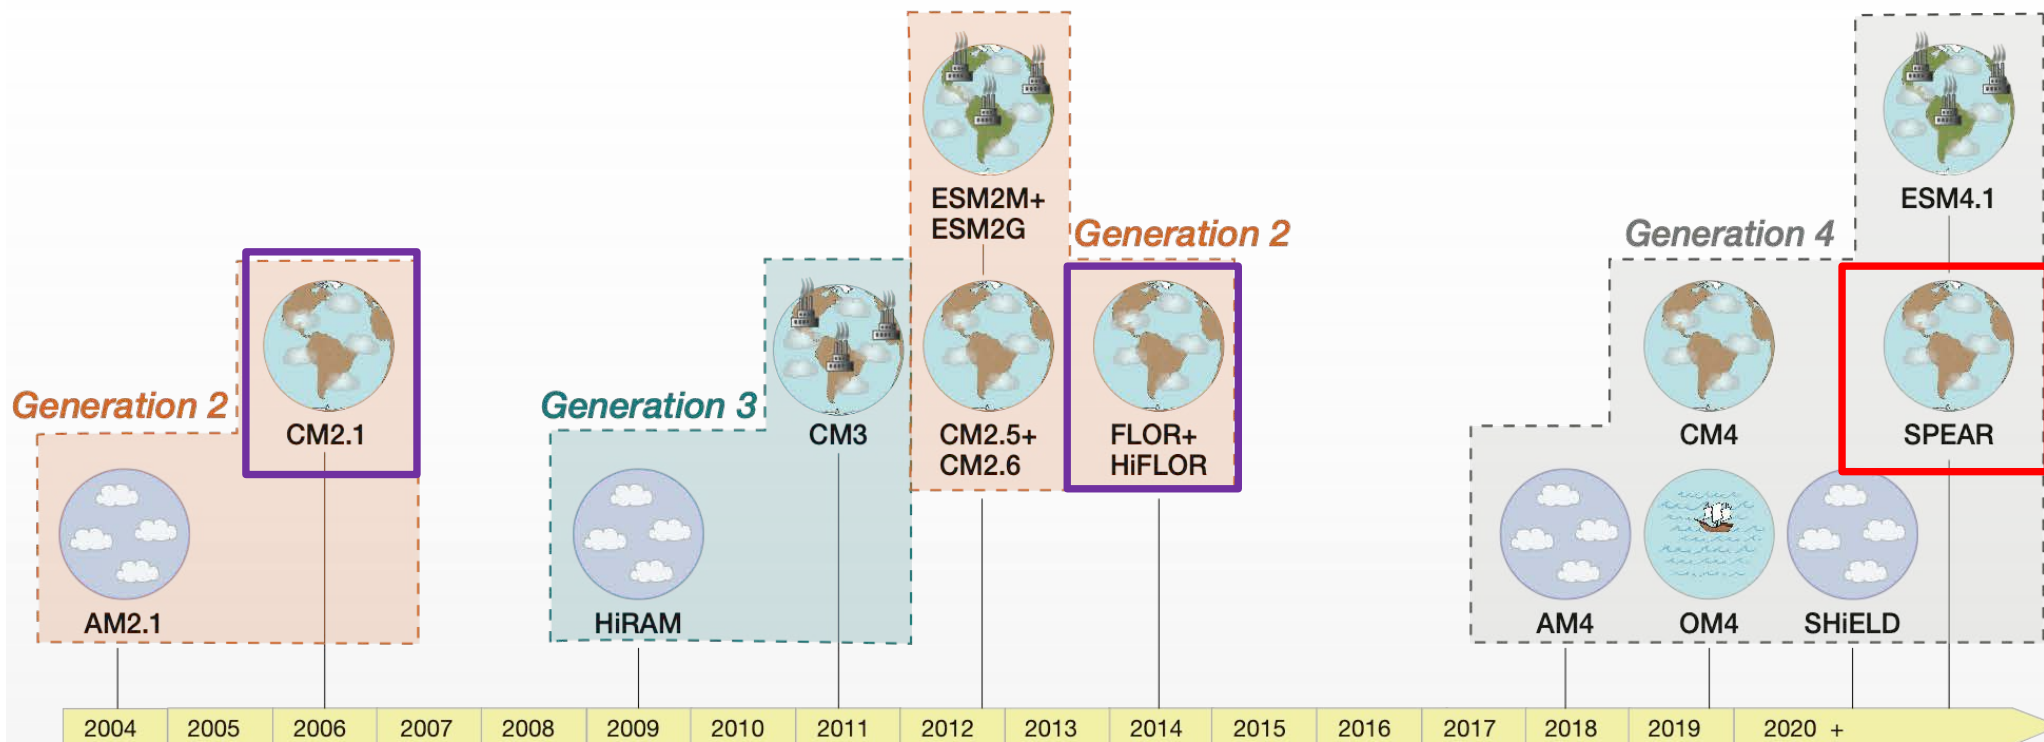 ESM2M+
ESM2G
ESM4.1
Generation 2
Generation 4
Generation 2
CM2.1
Generation 3
CM3
CM2.5+
CM2.6
FLOR+
HiFLOR
CM4
SPEAR
AM2.1
HiRAM
AM4
OM4
SHiELD
2004
2005
2006
2007
2008
2009
2010
2011
2012
2013
2014
2015
2016
2017
2018
2019
2020 +